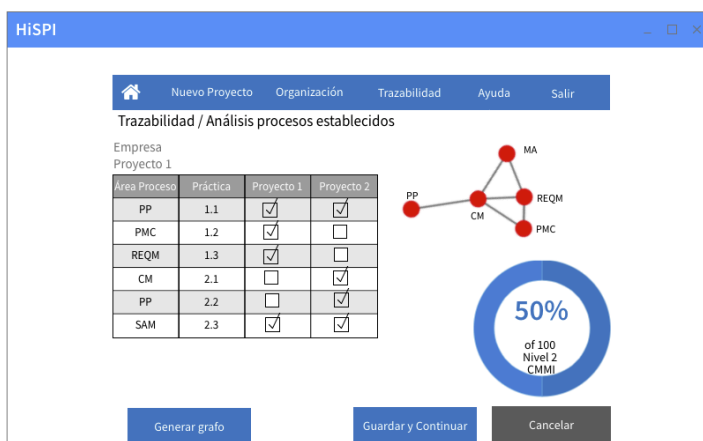 HiSPI
Nuevo Proyecto Organización Trazabilidad Ayuda Salir
Trazabilidad / Análisis procesos establecidos
Empresa
Proyecto 1
Área Proceso Práctica Proyecto 1 Proyecto 2
PP 1.1
PMC 1.2
REQM 1.3
CM 2.1
PP 2.2
SAM 2.3
MA
PP
REQM
CM
PMC
50%
of 100
Nivel 2
CMMI
Generar grafo
Guardar y Continuar
Cancelar